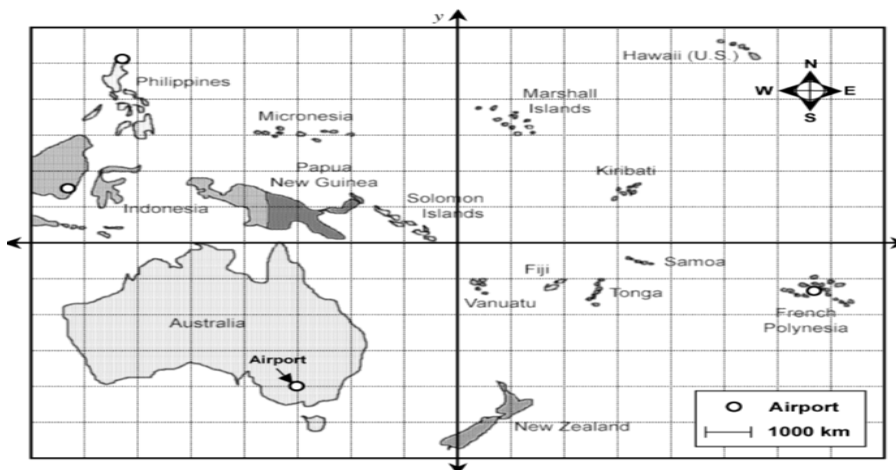 y
Hawaii (U.S.)
N
W E
S
Philippines
Marshall
Islands
Micronesia
Papua
New Guinea
Kiribati
Solomon
Islands
Indonesia
Samoa
Fiji
Vanuatu
Tonga
French
Polynesia
Australia
Airport
New Zealand
Airport
1000 km